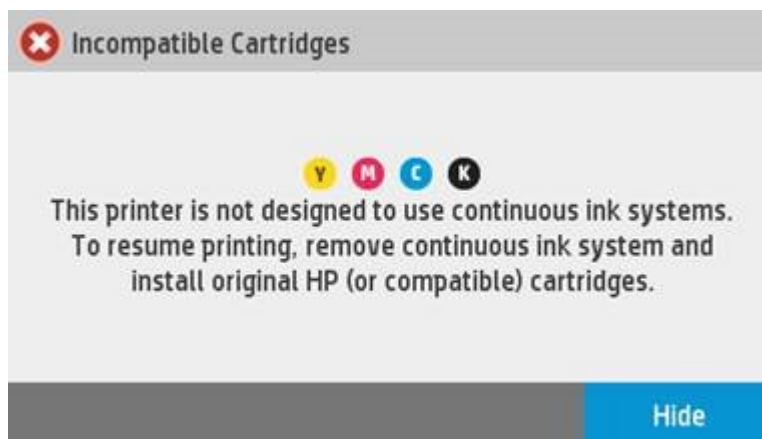 Incompatible Cartridges
Y M C K
This printer is not designed to use continuous ink systems.
To resume printing, remove continuous ink system and
install original HP (or compatible) cartridges.
Hide